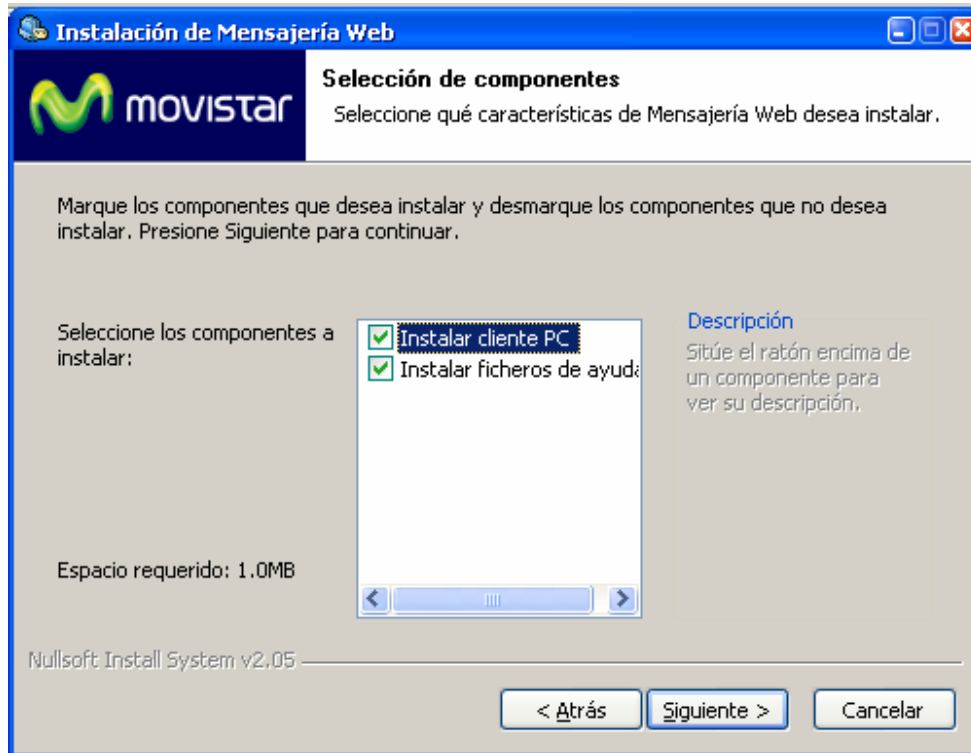 Instalación de Mensajería Web
movistar
Selección de componentes
Seleccione qué características de Mensajería Web desea instalar.
Marque los componentes que desea instalar y desmarque los componentes que no desea
instalar. Presione Siguiente para continuar.
Seleccione los componentes a
instalar:
Instalar cliente PC
Instalar ficheros de ayuda
Descripción
Sitúe el ratón encima de
un componente para
ver su descripción.
Espacio requerido: 1.0MB
Nullsoft Install System v2.05
< Atrás
Siguiente >
Cancelar